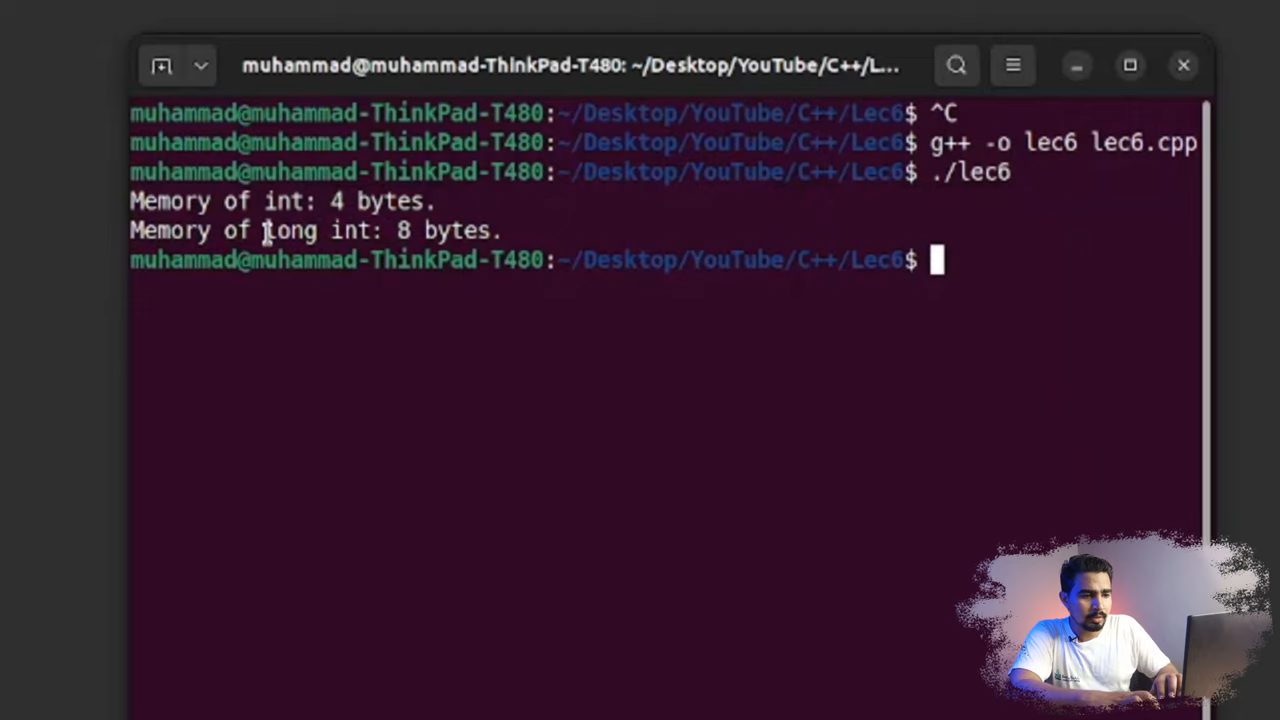 muhammad@muhammad-ThinkPad-T480: ~/Desktop/YouTube/C++/L...
muhammad@muhammad-ThinkPad-T480:~/Desktop/YouTube/C++/Lec6$ ^C
muhammad@muhammad-ThinkPad-T480:~/Desktop/YouTube/C++/Lec6$ g++ -o lec6 lec6.cpp
muhammad@muhammad-ThinkPad-T480:~/Desktop/YouTube/C++/Lec6$ ./lec6
Memory of int: 4 bytes.
Memory of long int: 8 bytes.
muhammad@muhammad-ThinkPad-T480:~/Desktop/YouTube/C++/Lec6$